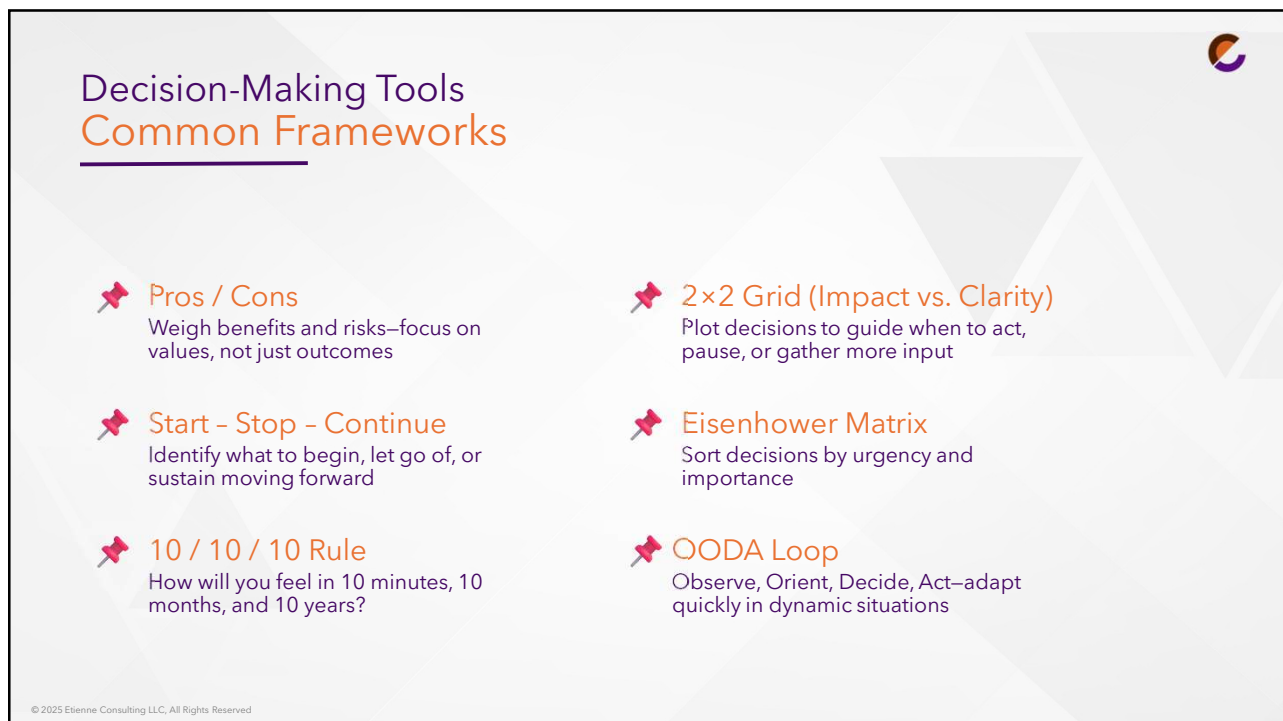 Decision-Making Tools
Common Frameworks
Pros / Cons
Weigh benefits and risks—focus on
values, not just outcomes
Start – Stop – Continue
Identify what to begin, let go of, or
sustain moving forward
10 / 10 / 10 Rule
How will you feel in 10 minutes, 10
months, and 10 years?
2×2 Grid (Impact vs. Clarity)
Plot decisions to guide when to act,
pause, or gather more input
Eisenhower Matrix
Sort decisions by urgency and
importance
OODA Loop
Observe, Orient, Decide, Act—adapt
quickly in dynamic situations
© 2025 Etienne Consulting LLC, All Rights Reserved